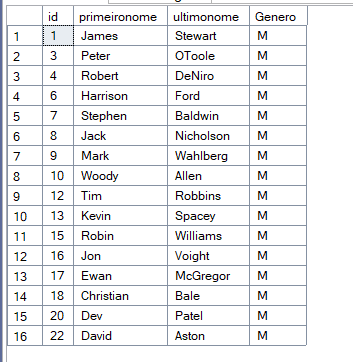 id primeironome ultimonome Genero
1 1 James Stewart M
2 3 Peter OToole M
3 4 Robert DeNiro M
4 6 Harrison Ford M
5 7 Stephen Baldwin M
6 8 Jack Nicholson M
7 9 Mark Wahlberg M
8 10 Woody Allen M
9 12 Tim Robbins M
10 13 Kevin Spacey M
11 15 Robin Williams M
12 16 Jon Voight M
13 17 Ewan McGregor M
14 18 Christian Bale M
15 20 Dev Patel M
16 22 David Aston M